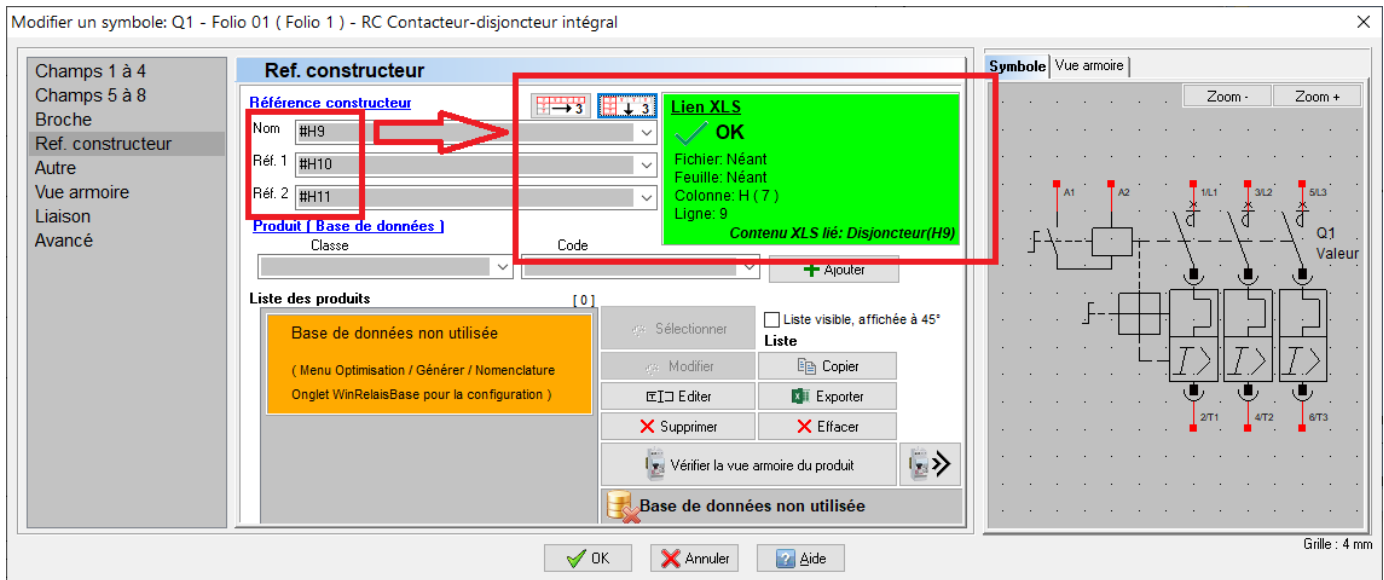 Modifier un symbole: Q1 - Folio 01 ( Folio 1 ) - RC Contacteur-disjoncteur intégral
Champs 1 à 4
Champs 5 à 8
Broche
Ref. constructeur
Autre
Vue armoire
Liaison
Avancé
Ref. constructeur
Référence constructeur
3
3
Nom
#H9
Réf. 1
#H10
Réf. 2
#H11
Lien XLS
OK
Fichier: Néant
Feuille: Néant
Colonne: H ( 7 )
Ligne: 9
Contenu XLS lié: Disjoncteur(H9)
Produit ( Base de données )
Classe
Code
Ajouter
Liste des produits
[ 0 ]
Base de données non utilisée
( Menu Optimisation / Générer / Nomenclature
Onglet WinRelaisBase pour la configuration )
Sélectionner
Liste visible, affichée à 45°
Liste
Modifier
Copier
Editer
Exporter
Supprimer
Effacer
Vérifier la vue armoire du produit
Base de données non utilisée
OK
Annuler
Aide
Symbole
Vue armoire
Zoom -
Zoom +
A1
A2
1/L1
3/L2
5/L3
Q1
Valeur
I >
I >
I >
2/T1
4/T2
6/T3
Grille : 4 mm